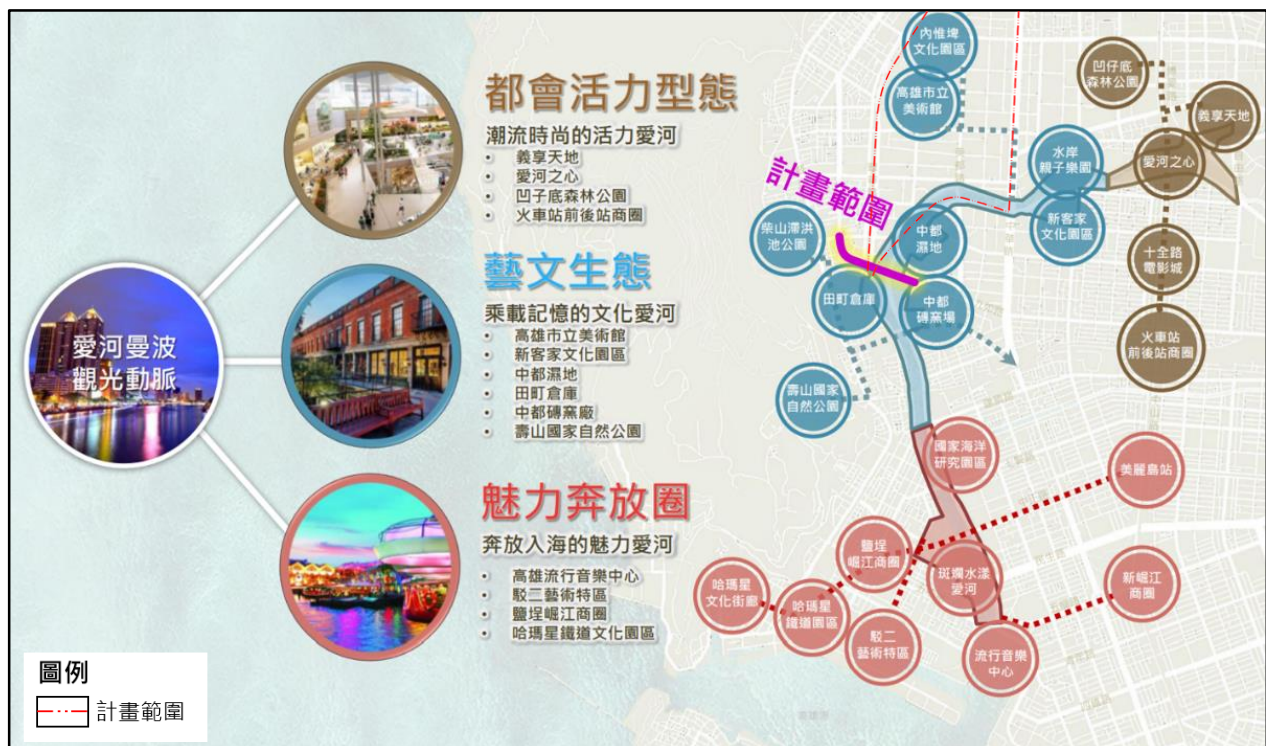 愛河曼波
觀光動脈
都會活力型態
潮流時尚的活力愛河
• 義享天地
• 愛河之心
• 凹子底森林公園
• 火車站前後站商圈
藝文生態
乘載記憶的文化愛河
• 高雄市立美術館
• 新客家文化園區
• 中都濕地
• 田町倉庫
• 中都磚窯廠
• 壽山國家自然公園
魅力奔放圈
奔放入海的魅力愛河
• 高雄流行音樂中心
• 駁二藝術特區
• 鹽埕崛江商圈
• 哈瑪星鐵道文化園區
內惟埤
文化園區
高雄市立
美術館
凹仔底
森林公園
義享天地
愛河之心
水岸
親子樂園
新客家
文化園區
計畫範圍
柴山滯洪
池公園
中都
濕地
田町倉庫
中都
磚窯場
十全路
電影城
火車站
前後站商圈
壽山國家
自然公園
國家海洋
研究園區
美麗島站
鹽埕
崛江商圈
斑斕水漾
愛河
新崛江
商圈
哈瑪星
文化街廊
哈瑪星
鐵道園區
駁二
藝術特區
流行音樂
中心
圖例
計畫範圍